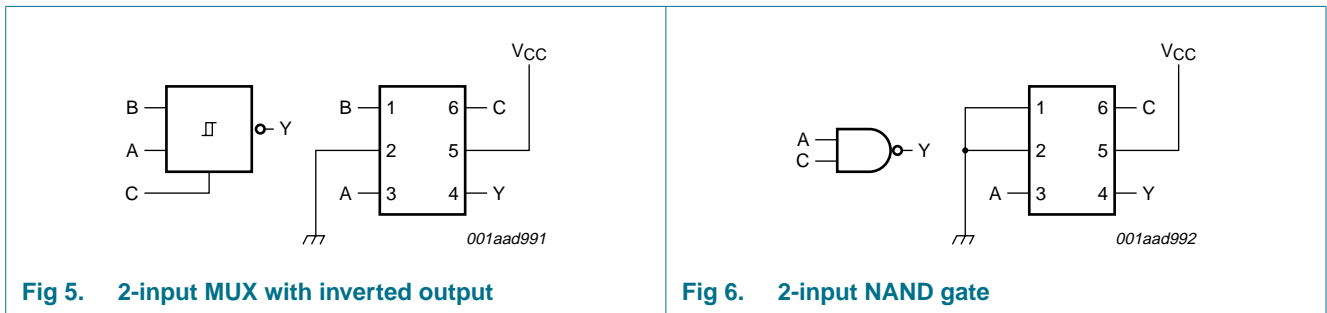 VCC
B
A
C
Y
B 1 6 C
2 5
A 3 4 Y
001aad991
Fig 5. 2-input MUX with inverted output
VCC
A
C
Y
1 6 C
2 5
A 3 4 Y
001aad992
Fig 6. 2-input NAND gate